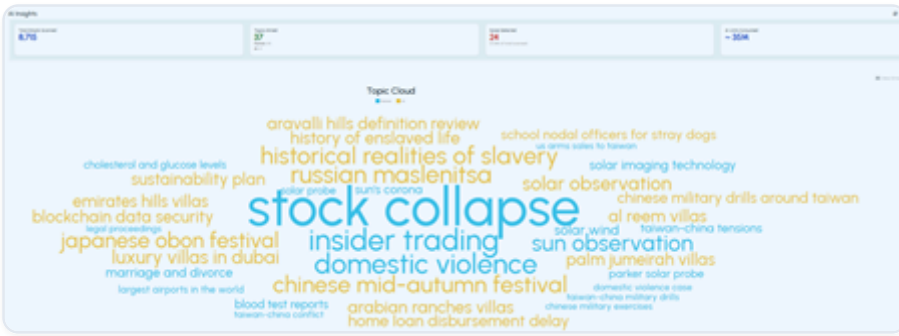 AI Insights
8,715
37
24
~ 35M
Topic Cloud
aravalli hills definition review
school nodal officers for stray dogs
history of enslaved life
us arms sales to taiwan
historical realities of slavery
cholesterol and glucose levels
solar imaging technology
russian maslenitsa
sustainability plan
solar observation
solar probe
sun's corona
chinese military drills around taiwan
emirates hills villas
stock collapse
blockchain data security
al reem villas
legal proceedings
solar wind
taiwan-china tensions
japanese obon festival
insider trading
sun observation
luxury villas in dubai
domestic violence
palm jumeirah villas
marriage and divorce
parker solar probe
chinese mid-autumn festival
largest airports in the world
domestic violence case
taiwan-china military drills
blood test reports
arabian ranches villas
chinese military exercises
taiwan-china conflict
home loan disbursement delay